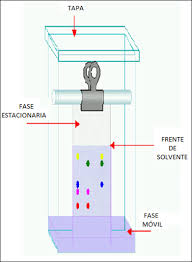 TAPA
FASE
ESTACIONARIA
FRENTE
DE
SOLVENTE
FASE
MÓVIL